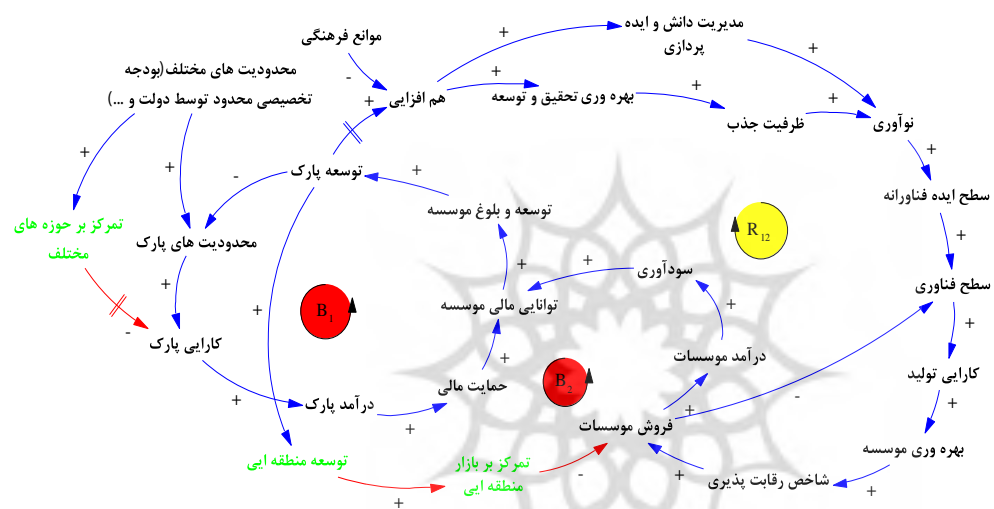 موانع فرهنگی
مدیریت دانش و ایده
پردازی
محدودیت های مختلف(بودجه
تخصیصی محدود توسط دولت و ...)
هم افزایی
بهره وری تحقیق و توسعه
ظرفیت جذب
نوآوری
توسعه پارک
سطح ایده فناورانه
توسعه و بلوغ موسسه
تمرکز بر حوزه های
مختلف
محدودیت های پارک
R12
سودآوری
سطح فناوری
توانایی مالی موسسه
B1
کارایی پارک
درآمد موسسات
کارایی تولید
B2
حمایت مالی
درآمد پارک
فروش موسسات
بهره وری موسسه
توسعه منطقه ایی
تمرکز بر بازار
منطقه ایی
شاخص رقابت پذیری